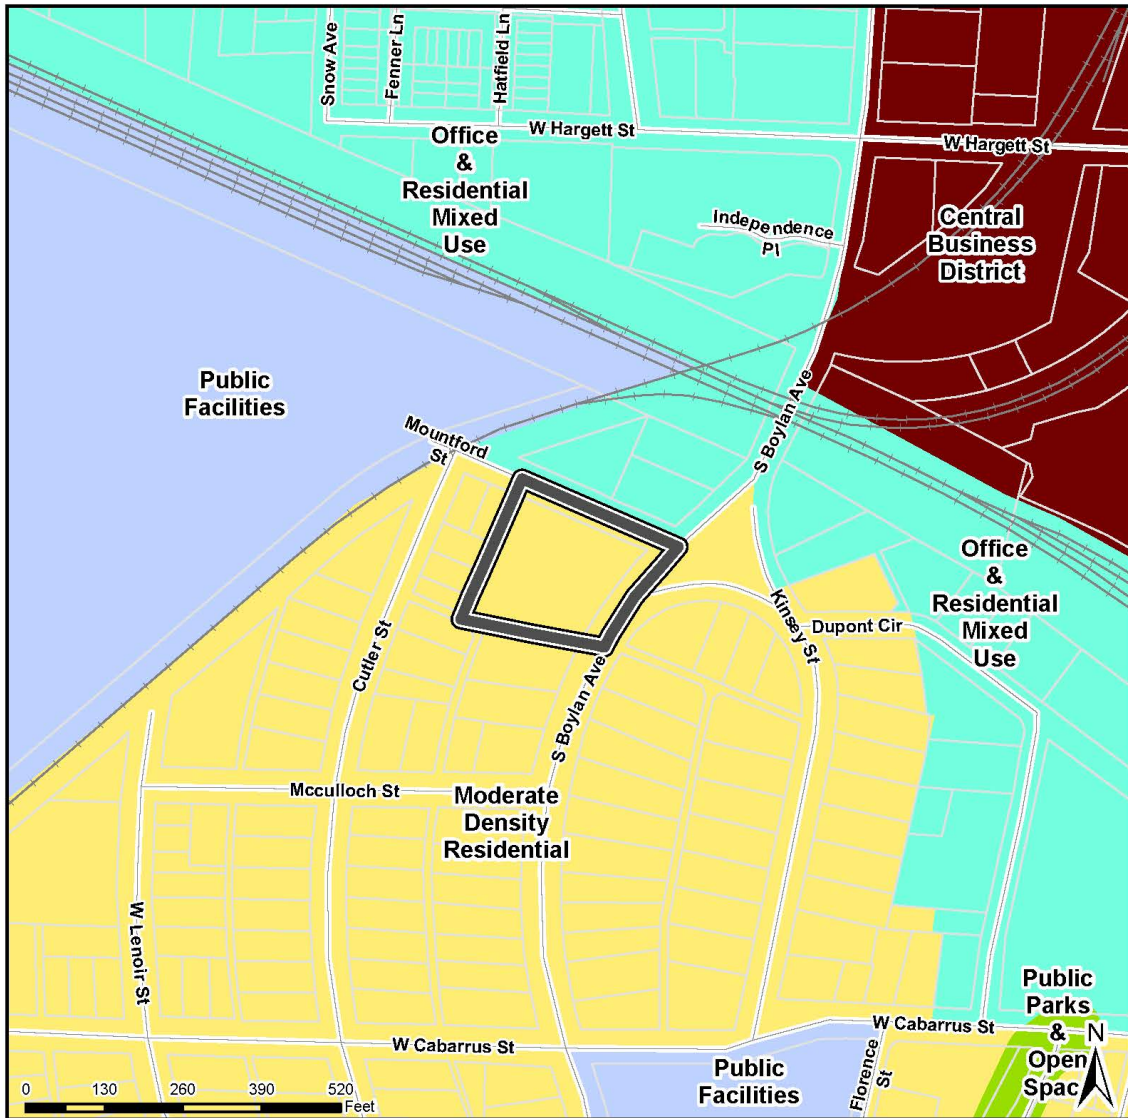 Snow Ave
Fenner Ln
Hatfield Ln
W Hargett St
W Hargett St
Office
&
Residential
Mixed
Use
Independence
Pl
Central
Business
District
Public
Facilities
S Boylan Ave
Mountford
St
Office
&
Residential
Mixed
Use
Kinsey St
Dupont Cir
Cutler St
S Boylan Ave
Mcculloch St
Moderate
Density
Residential
W Lenoir St
Public
Parks
&
Open
Spac
N
W Cabarrus St
W Cabarrus St
Florence
St
Public
Facilities
0 130 260 390 520
Feet